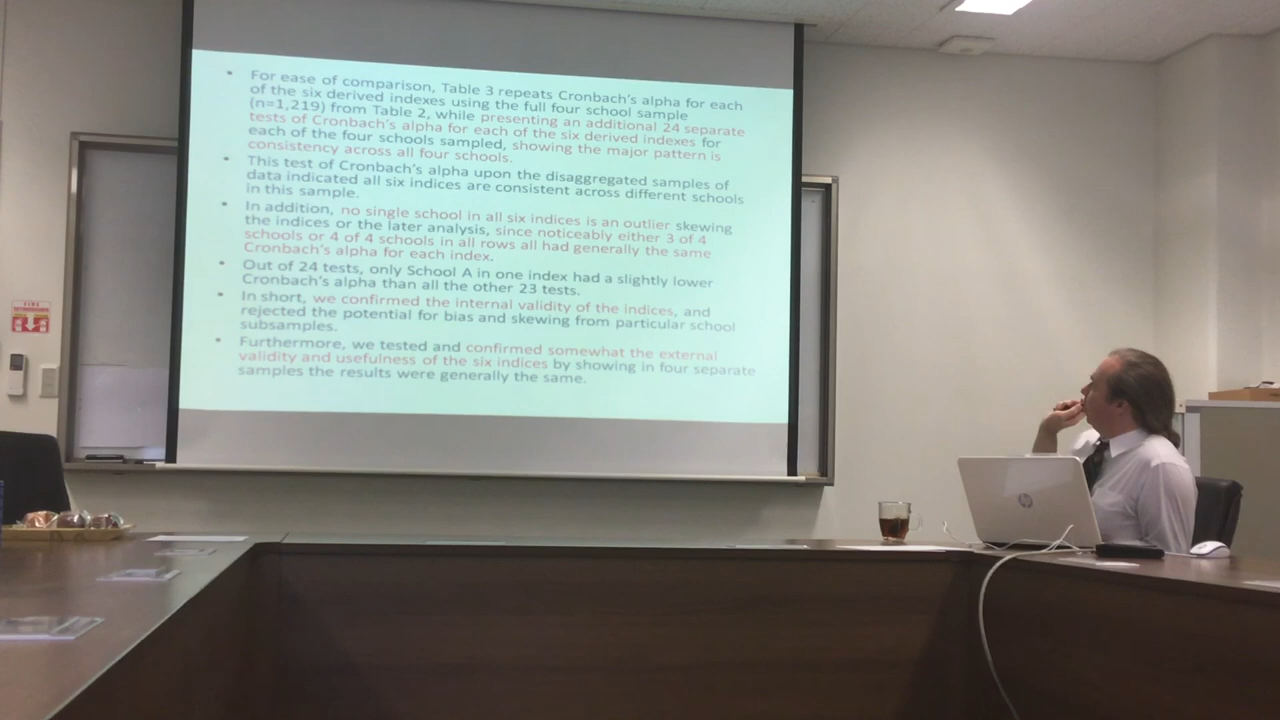 • For ease of comparison, Table 3 repeats Cronbach's alpha for each
of the six derived indexes using the full four school sample
(n=1,219) from Table 2, while presenting an additional 24 separate
tests of Cronbach's alpha for each of the six derived indexes for
each of the four schools sampled, showing the major pattern is
consistency across all four schools.
• This test of Cronbach's alpha upon the disaggregated samples of
data indicated all six indices are consistent across different schools
in this sample.
• In addition, no single school in all six indices is an outlier skewing
the indices or the later analysis, since noticeably either 3 of 4
schools or 4 of 4 schools in all rows all had generally the same
Cronbach's alpha for each index.
• Out of 24 tests, only School A in one index had a slightly lower
Cronbach's alpha than all the other 23 tests.
• In short, we confirmed the internal validity of the indices, and
rejected the potential for bias and skewing from particular school
subsamples.
• Furthermore, we tested and confirmed somewhat the external
validity and usefulness of the six indices by showing in four separate
samples the results were generally the same.
FIRE
hp